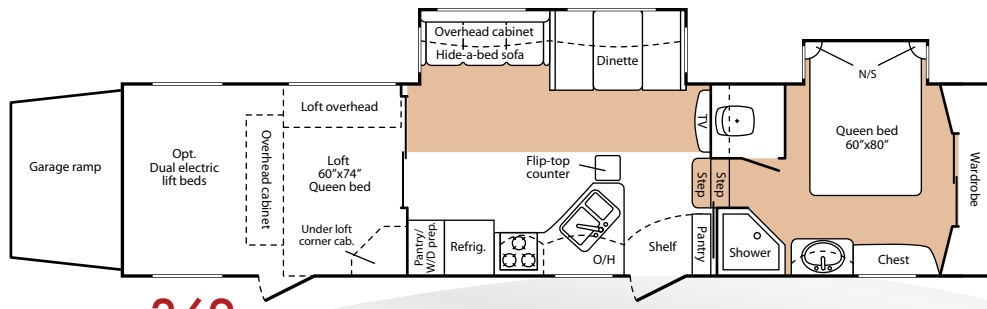 Garage ramp
Opt.
Dual electric
lift beds
Overhead cabinet
Loft overhead
Loft
60"x74"
Queen bed
Under loft
corner cab.
Overhead cabinet
Hide-a-bed sofa
Dinette
Pantry/
W/D prep.
Refrig.
Flip-top
counter
O/H
Shelf
TV
Step
Step
Pantry
Shower
N/S
Queen bed
60"x80"
Chest
Wardrobe